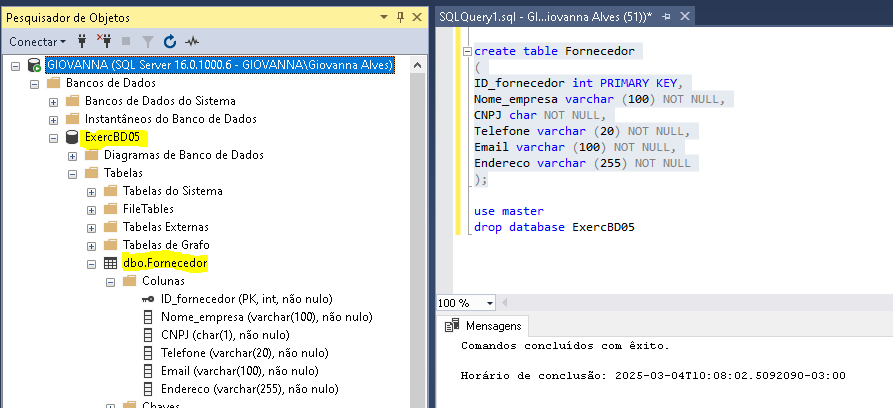 Pesquisador de Objetos
Conectar
GIOVANNA (SQL Server 16.0.1000.6 - GIOVANNA\Giovanna Alves)
Bancos de Dados
Bancos de Dados do Sistema
Instantâneos do Banco de Dados
ExercBD05
Diagramas de Banco de Dados
Tabelas
Tabelas do Sistema
FileTables
Tabelas Externas
Tabelas de Grafo
dbo.Fornecedor
Colunas
ID_fornecedor (PK, int, não nulo)
Nome_empresa (varchar(100), não nulo)
CNPJ (char(1), não nulo)
Telefone (varchar(20), não nulo)
Email (varchar(100), não nulo)
Endereco (varchar(255), não nulo)
Chaves
SQLQuery1.sql - GI...iovanna Alves (51))*
create table Fornecedor
(
ID_fornecedor int PRIMARY KEY,
Nome_empresa varchar (100) NOT NULL,
CNPJ char NOT NULL,
Telefone varchar (20) NOT NULL,
Email varchar (100) NOT NULL,
Endereco varchar (255) NOT NULL
);
use master
drop database ExercBD05
100 %
Mensagens
Comandos concluídos com êxito.
Horário de conclusão: 2025-03-04T10:08:02.5092090-03:00